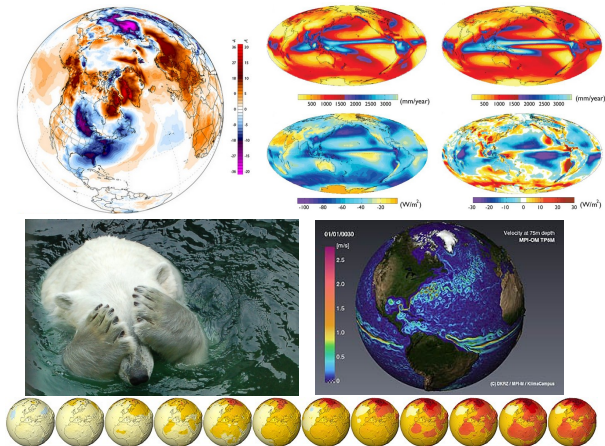 500 1000 1500 2000 2500 3000 (mm/year)
500 1000 1500 2000 2500 3000 (mm/year)
-100 -80 -60 -40 -20 (W/m²)
-30 -20 -10 0 10 20 30 (W/m²)
01/01/0030
Velocity at 75m depth
MPI-OM TP6M
[m/s]
2.5
2.0
1.5
1.0
0.5
0.0
(C) DKRZ / MPI-M / KlimaCampus